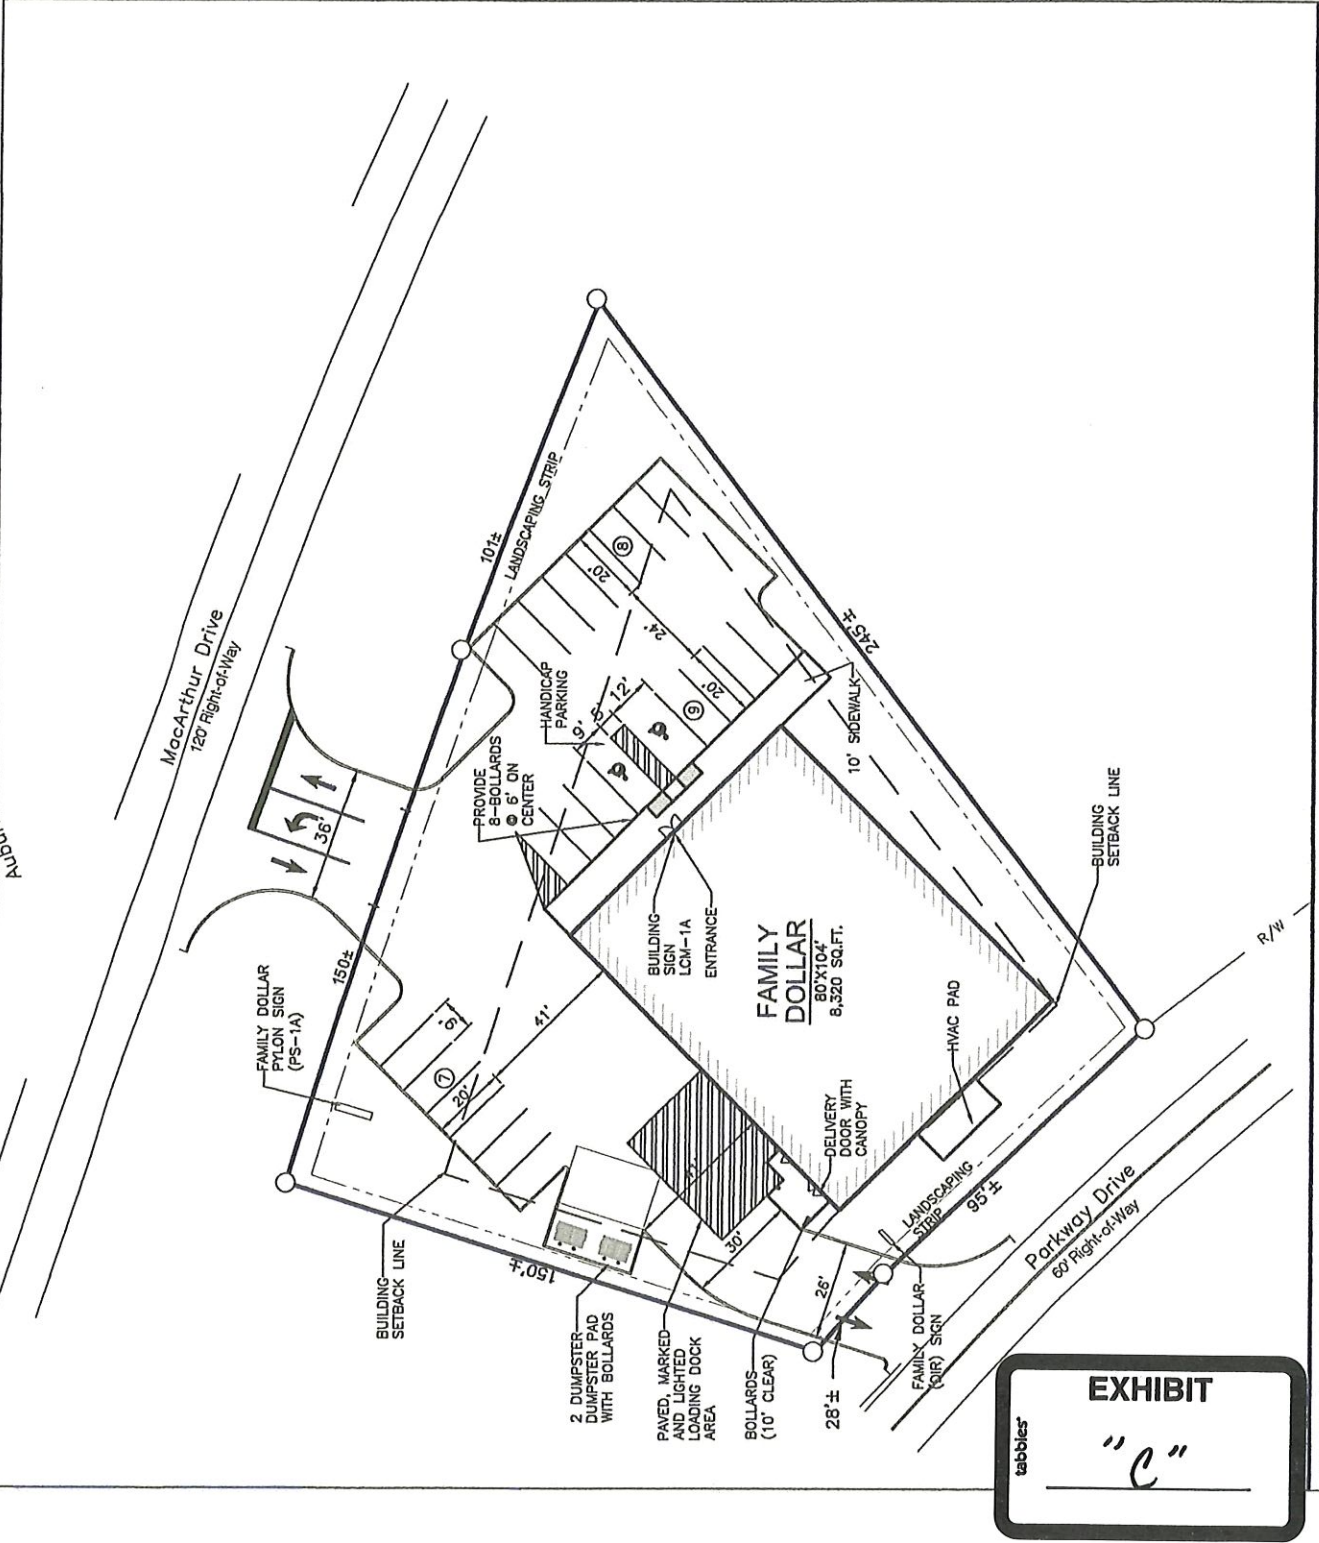 MacArthur Drive
120' Right-of-Way
36'
101±
LANDSCAPING STRIP
150±
FAMILY DOLLAR
PYLON SIGN
(PS-1A)
PROVIDE
8-BOLLARDS
@ 6' ON
CENTER
HANDICAP
PARKING
8
20'
24'
9'
12'
9
20'
10' SIDEWALK
245'±
7
20'
9'
41'
BUILDING
SIGN
LCM-1A
ENTRANCE
FAMILY
DOLLAR
80'X104'
8,320 SQ.FT.
HVAC PAD
BUILDING
SETBACK LINE
R/W
DELIVERY
DOOR WITH
CANOPY
BUILDING
SETBACK LINE
150'±
2 DUMPSTER
DUMPSTER PAD
WITH BOLLARDS
PAVED, MARKED
AND LIGHTED
LOADING DOCK
AREA
30'
BOLLARDS
(10' CLEAR)
26'
28'±
FAMILY DOLLAR
(DIR) SIGN
LANDSCAPING
STRIP
95'±
Parkway Drive
60' Right-of-Way
tabbies®
EXHIBIT
"C"